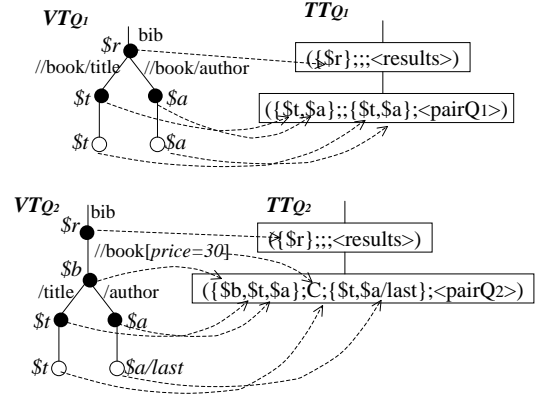 VTQ1
TTQ1
bib
$r
({$r};;;<results>)
//book/title
//book/author
$t
$a
({$t,$a};;{$t,$a};<pairQ1>)
$t
$a
VTQ2
TTQ2
bib
$r
({$r};;;<results>)
//book[price=30]
$b
({$b,$t,$a};C;{$t,$a/last};<pairQ2>)
/title
/author
$t
$a
$t
$a/last